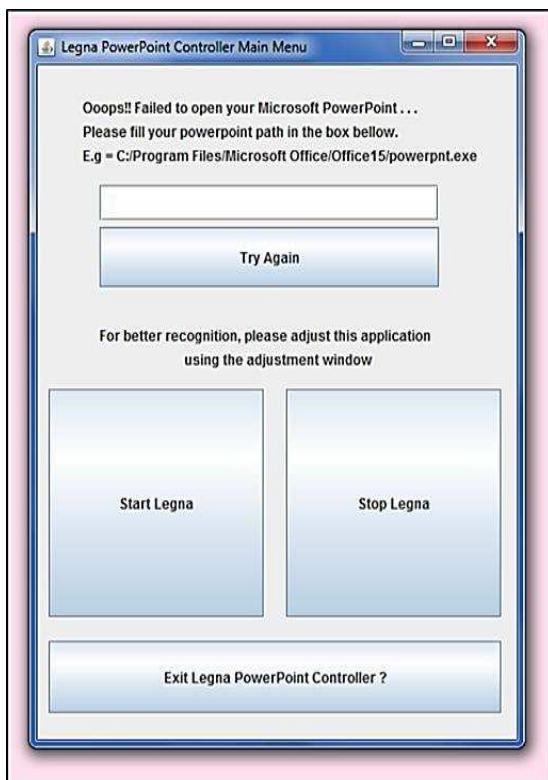 Legna PowerPoint Controller Main Menu
Ooops!! Failed to open your Microsoft PowerPoint . . .
Please fill your powerpoint path in the box bellow.
E.g = C:/Program Files/Microsoft Office/Office15/powerpnt.exe
Try Again
For better recognition, please adjust this application
using the adjustment window
Start Legna
Stop Legna
Exit Legna PowerPoint Controller ?